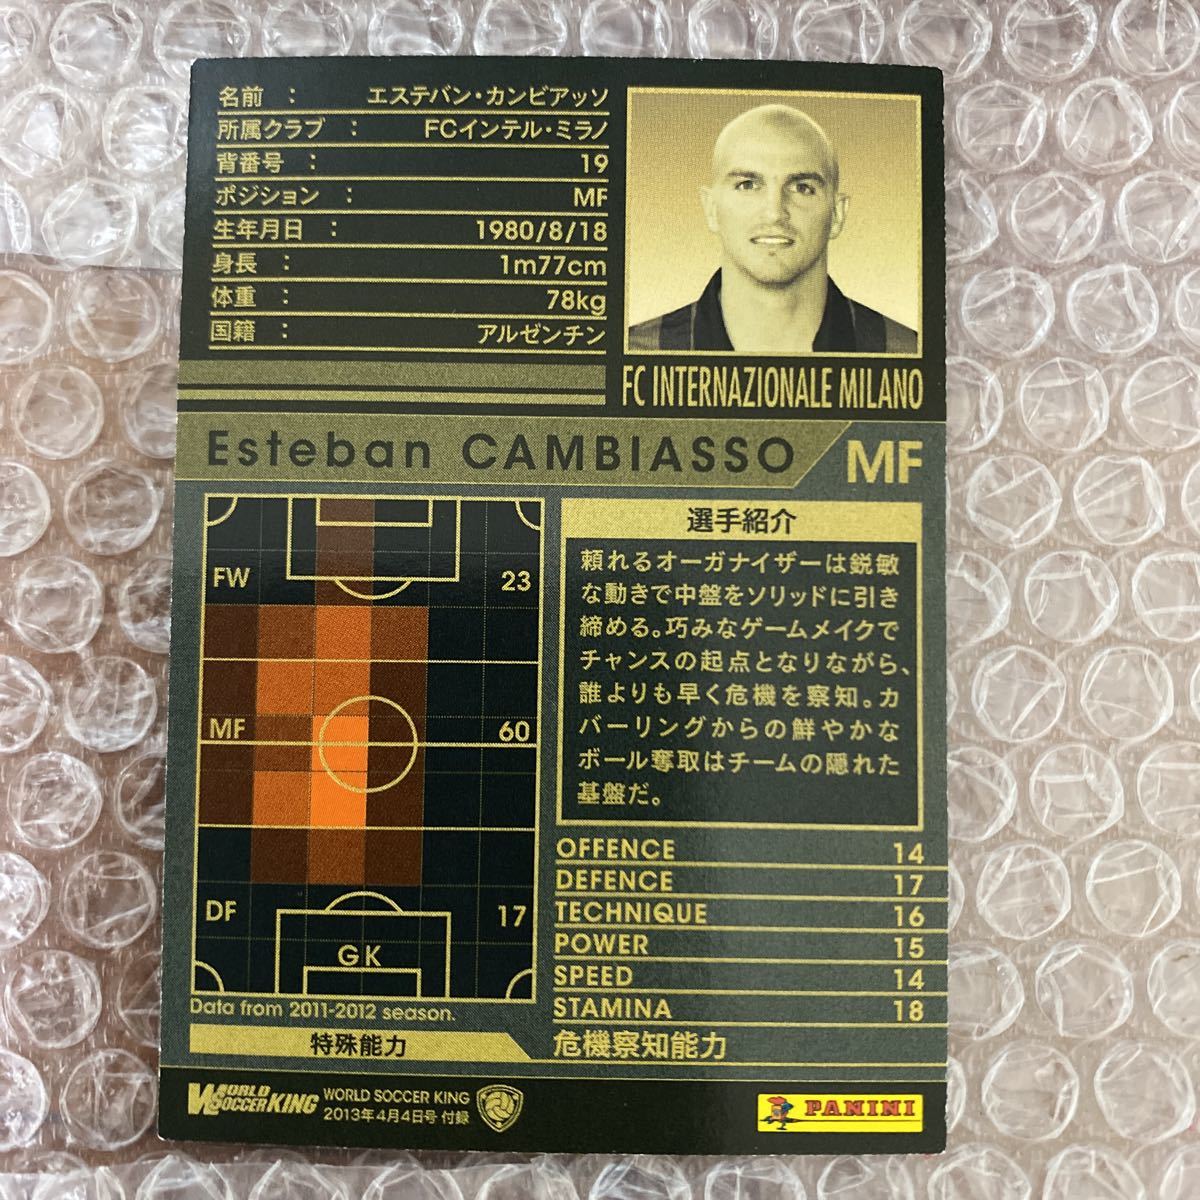 名前 : エステバン・カンビアッソ
所属クラブ : FCインテル・ミラノ
背番号 : 19
ポジション : MF
生年月日 : 1980/8/18
身長 : 1m77cm
体重 : 78kg
国籍 : アルゼンチン
FC INTERNAZIONALE MILANO
Esteban CAMBIASSO
MF
FW 23
MF 60
DF 17
GK
Data from 2011-2012 season.
選手紹介
頼れるオーガナイザーは鋭敏
な動きで中盤をソリッドに引き
締める。巧みなゲームメイクで
チャンスの起点となりながら、
誰よりも早く危機を察知。カ
バーリングからの鮮やかな
ボール奪取はチームの隠れた
基盤だ。
OFFENCE 14
DEFENCE 17
TECHNIQUE 16
POWER 15
SPEED 14
STAMINA 18
特殊能力 危機察知能力
WORLD SOCCER KING
WORLD SOCCER KING
2013年4月4日号 付録
PANINI